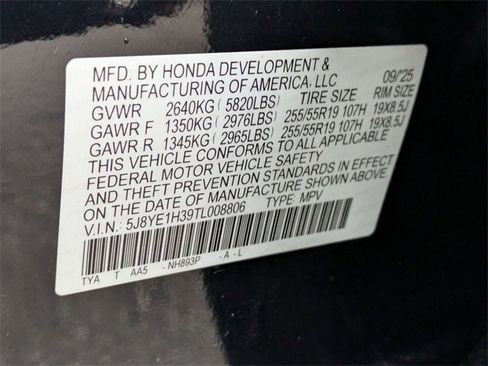 MFD. BY HONDA DEVELOPMENT & 09/25
MANUFACTURING OF AMERICA, LLC
GVWR 2640KG (5820LBS) TIRE SIZE RIM SIZE
GAWR F 1350KG (2976LBS) 255/55R19 107H 19X8.5J
GAWR R 1345KG (2965LBS) 255/55R19 107H 19X8.5J
THIS VEHICLE CONFORMS TO ALL APPLICABLE
FEDERAL MOTOR VEHICLE SAFETY
AND THEFT PREVENTION STANDARDS IN EFFECT
ON THE DATE OF MANUFACTURE SHOWN ABOVE.
V.I.N: 5J8YE1H39TL008806 TYPE: MPV
TYA T AA5 -NH893P -A -L